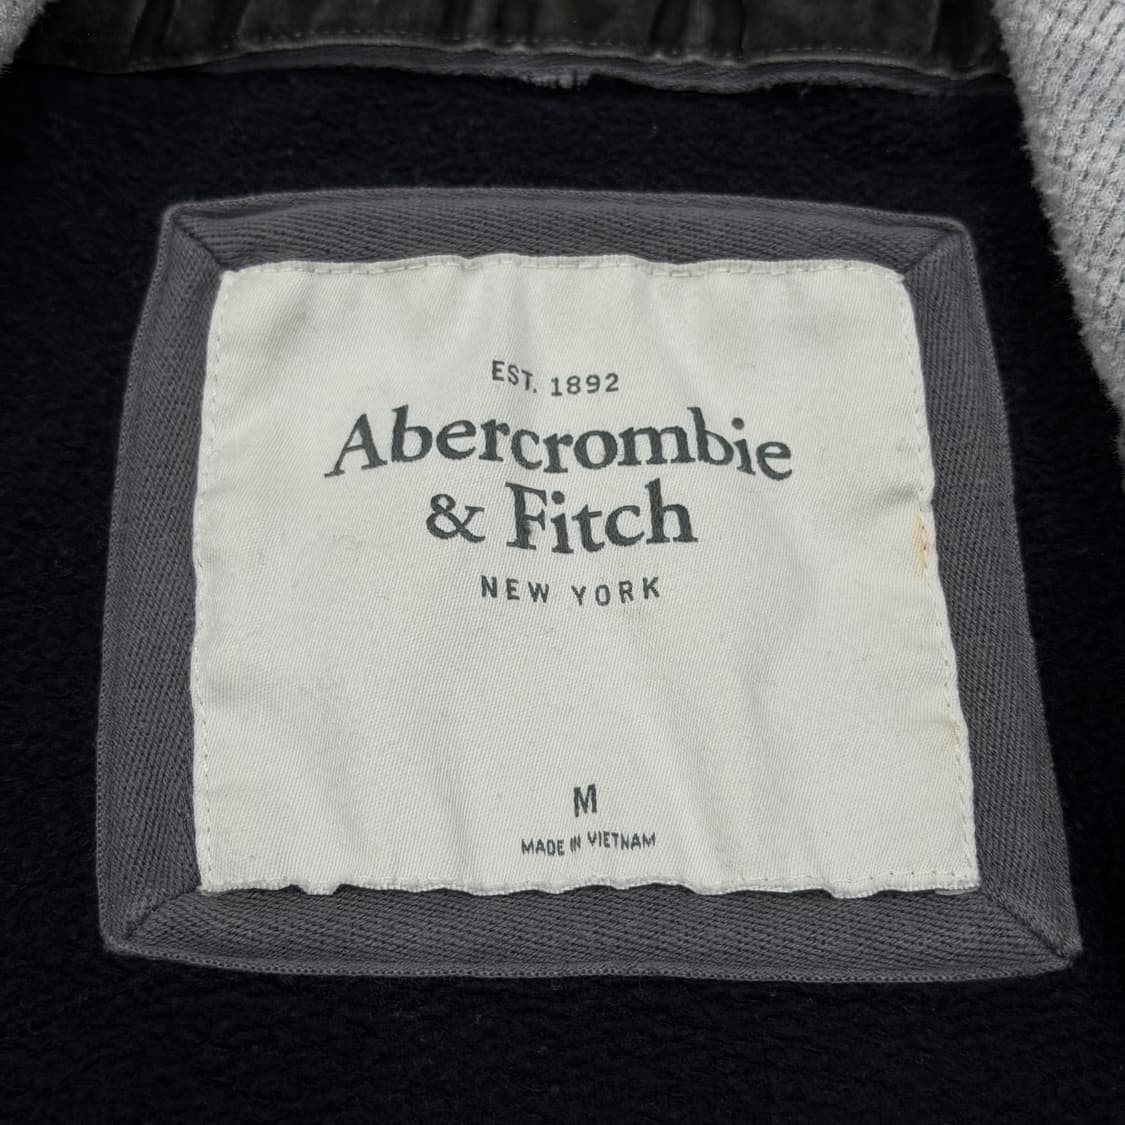 EST. 1892
Abercrombie
& Fitch
NEW YORK
M
MADE IN VIETNAM